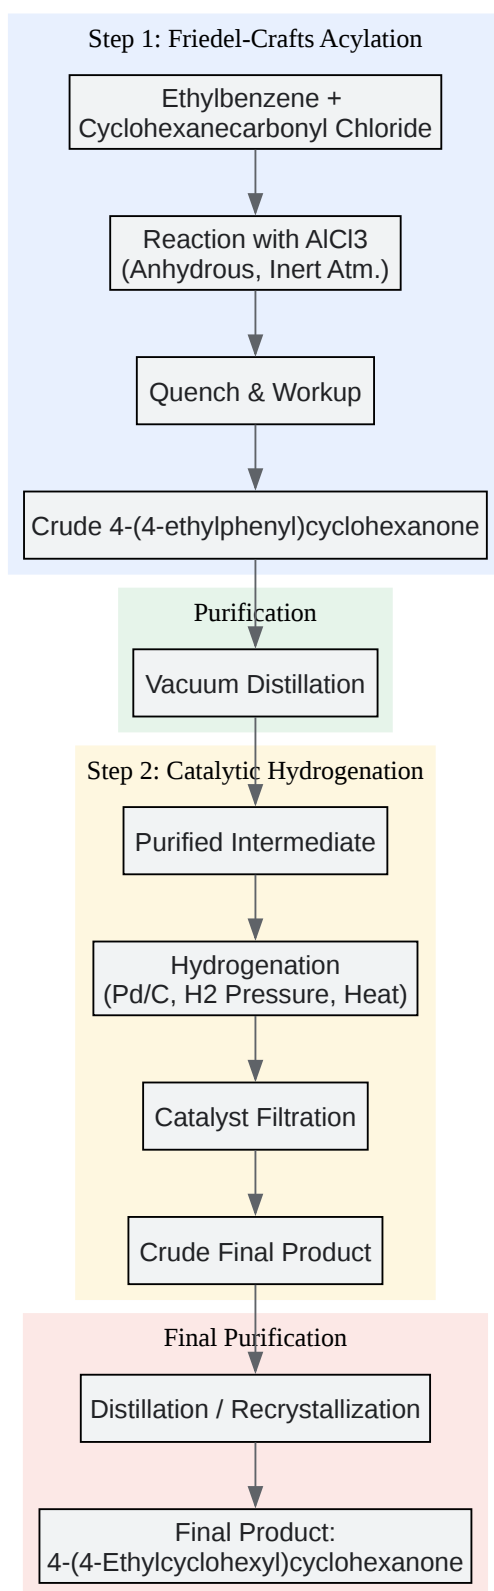 Step 1: Friedel-Crafts Acylation
Ethylbenzene +
Cyclohexanecarbonyl Chloride
Reaction with AlCl3
(Anhydrous, Inert Atm.)
Quench & Workup
Crude 4-(4-ethylphenyl)cyclohexanone
Purification
Vacuum Distillation
Step 2: Catalytic Hydrogenation
Purified Intermediate
Hydrogenation
(Pd/C, H2 Pressure, Heat)
Catalyst Filtration
Crude Final Product
Final Purification
Distillation / Recrystallization
Final Product:
4-(4-Ethylcyclohexyl)cyclohexanone